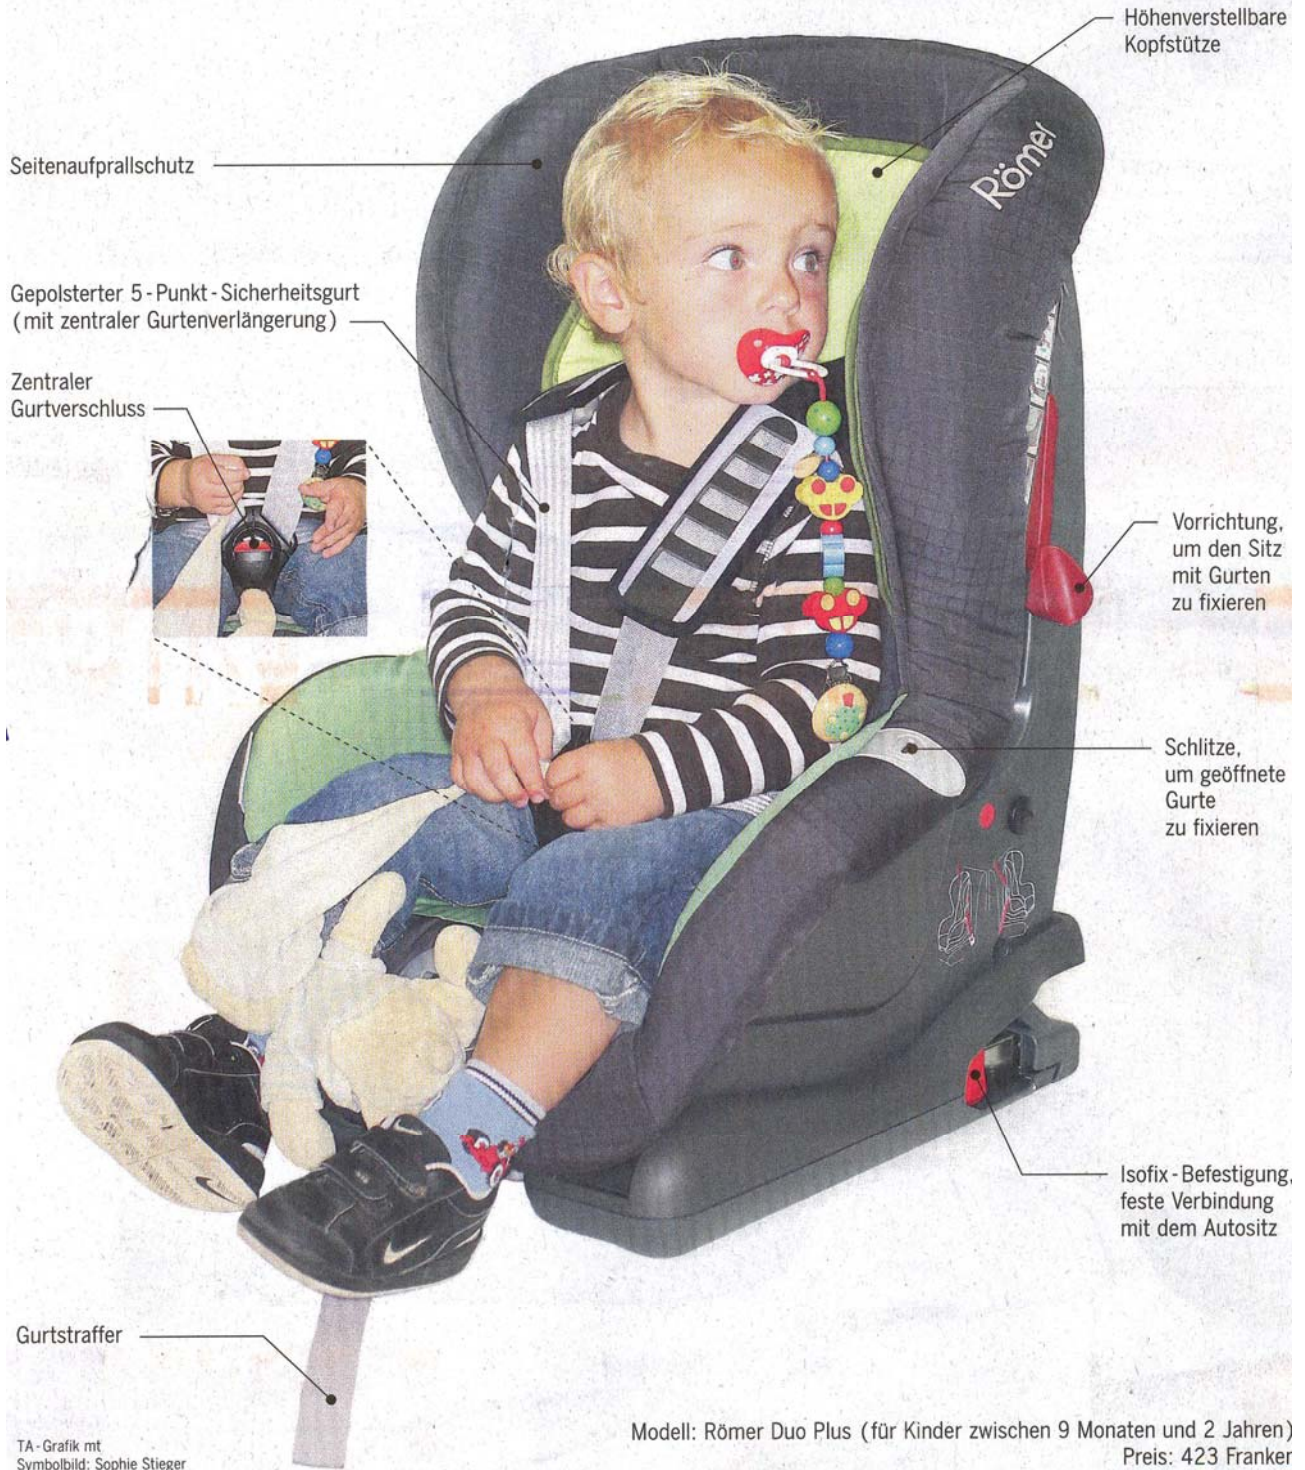 Höhenverstellbare
Kopfstütze
Römer
Seitenaufprallschutz
Gepolsterter 5-Punkt-Sicherheitsgurt
(mit zentraler Gurtenverlängerung)
Zentraler
Gurtverschluss
Vorrichtung,
um den Sitz
mit Gurten
zu fixieren
Schlitze,
um geöffnete
Gurte
zu fixieren
Isofix-Befestigung,
feste Verbindung
mit dem Autositz
Gurtstraffer
Modell: Römer Duo Plus (für Kinder zwischen 9 Monaten und 2 Jahren)
Preis: 423 Franken
TA-Grafik mt
Symbolbild: Sophie Stieger